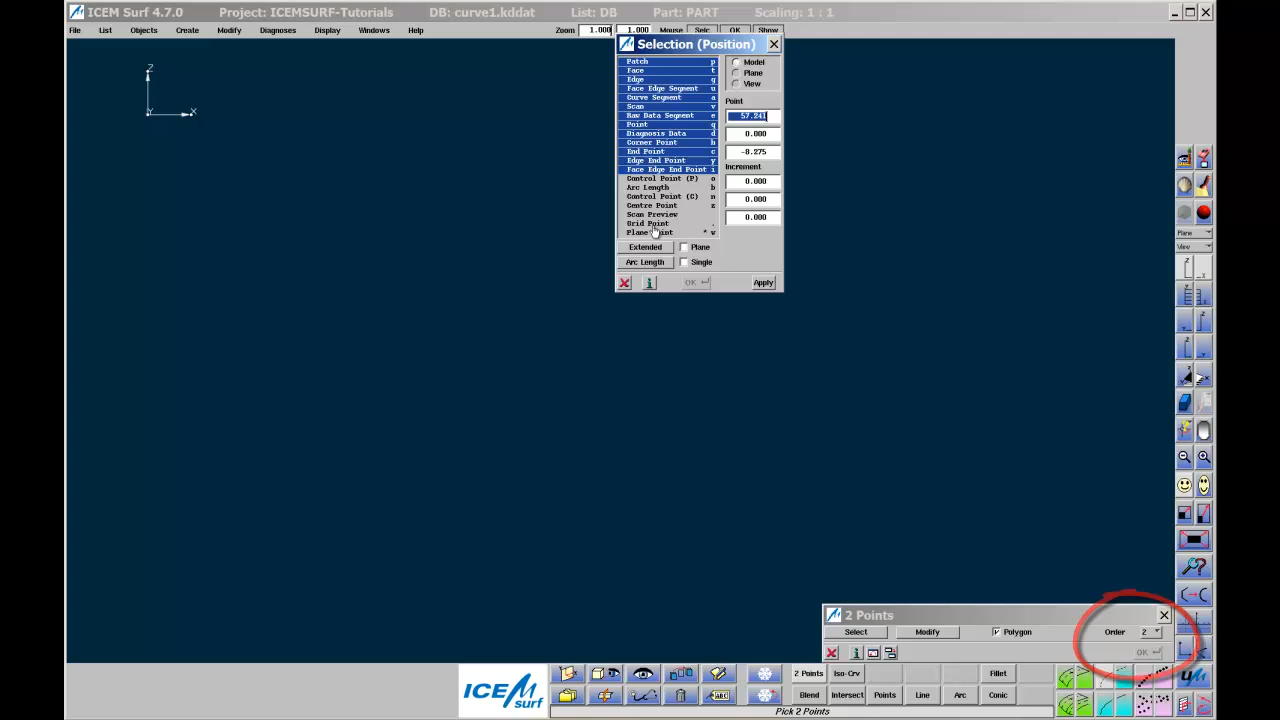 ICEM Surf 4.7.0 Project: ICEMSURF-Tutorials DB: curve1.kddat List: DB Part: PART Scaling: 1 : 1
File List Objects Create Modify Diagnoses Display Windows Help Zoom 1.000 1.000 Mouse Selc OK Show
Selection (Position)
Patch p
Face t
Edge g
Face Edge Segment u
Curve Segment a
Scan v
Raw Data Segment e
Point q
Diagnosis Data d
Corner Point h
End Point c
Edge End Point y
Face Edge End Point i
Control Point (P) o
Arc Length b
Control Point (C) n
Centre Point z
Scan Preview
Grid Point .
Plane Point * w
Model
Plane
View
Point
57.241
0.000
-8.275
Increment
0.000
0.000
0.000
Extended Plane
Arc Length Single
OK Apply
Z
Y X
Plane
View
2 Points
Select Modify Polygon Order 2
OK
ICEM surf
2 Points Iso-Crv Fillet
Blend Intersect Points Line Arc Conic
Pick 2 Points